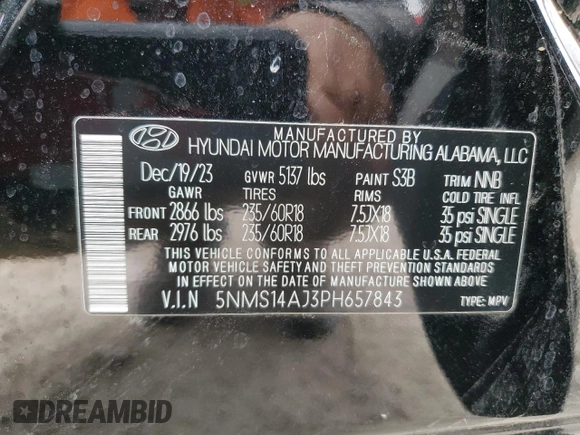 MANUFACTURED BY
HYUNDAI MOTOR MANUFACTURING ALABAMA, LLC
Dec/19/23 GVWR 5137 lbs PAINT S3B TRIM NNB
GAWR TIRES RIMS COLD TIRE INFL
FRONT 2866 lbs 235/60R18 7.5JX18 35 psi SINGLE
REAR 2976 lbs 235/60R18 7.5JX18 35 psi SINGLE
THIS VEHICLE CONFORMS TO ALL APPLICABLE U.S.A. FEDERAL
MOTOR VEHICLE SAFETY AND THEFT PREVENTION STANDARDS
IN EFFECT ON THE DATE OF MANUFACTURE SHOWN ABOVE.
V.I.N 5NMS14AJ3PH657843 TYPE: MPV
DREAMBID